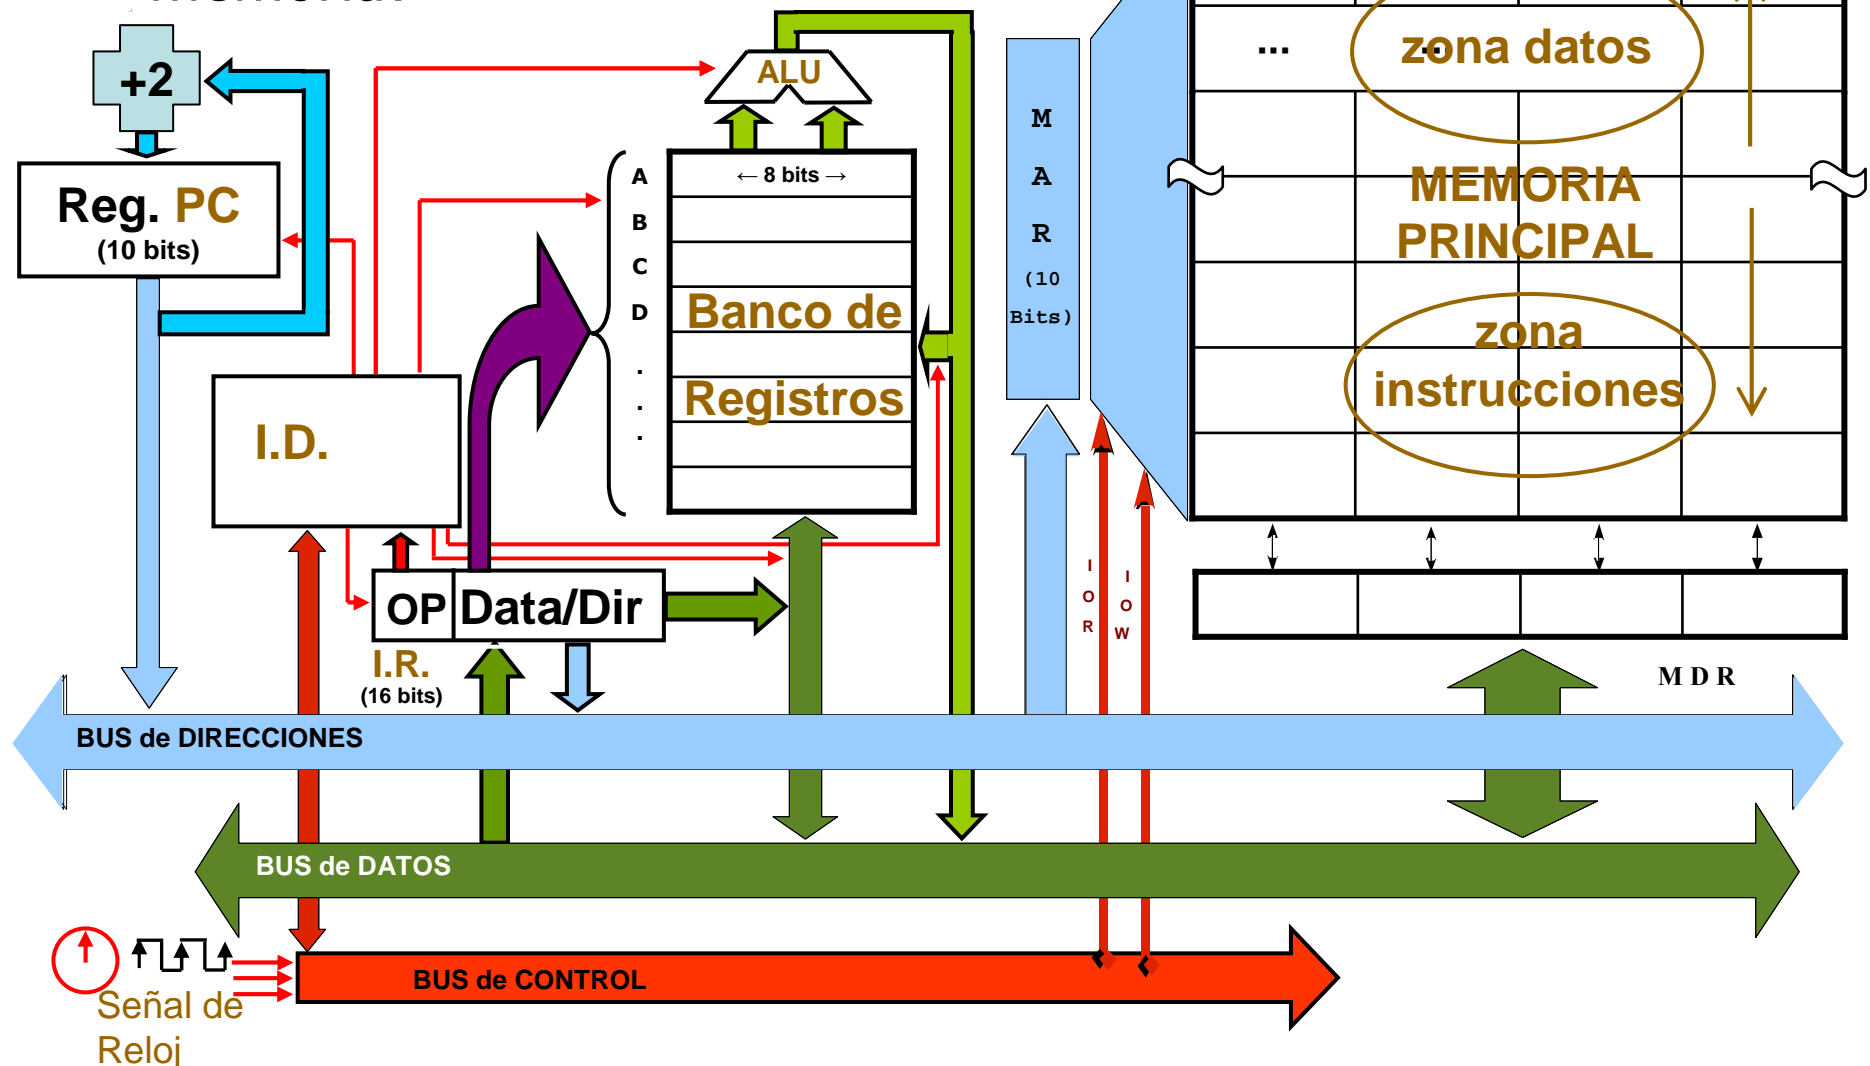 +2
Reg. PC
(10 bits)
I.D.
OP Data/Dir
I.R.
(16 bits)
ALU
A
B
C
D
.
.
.
← 8 bits →
Banco de
Registros
M
A
R
(10
Bits)
... zona datos
...
MEMORIA
PRINCIPAL
zona
instrucciones
I
O
R
I
O
W
M D R
BUS de DIRECCIONES
BUS de DATOS
BUS de CONTROL
Señal de
Reloj